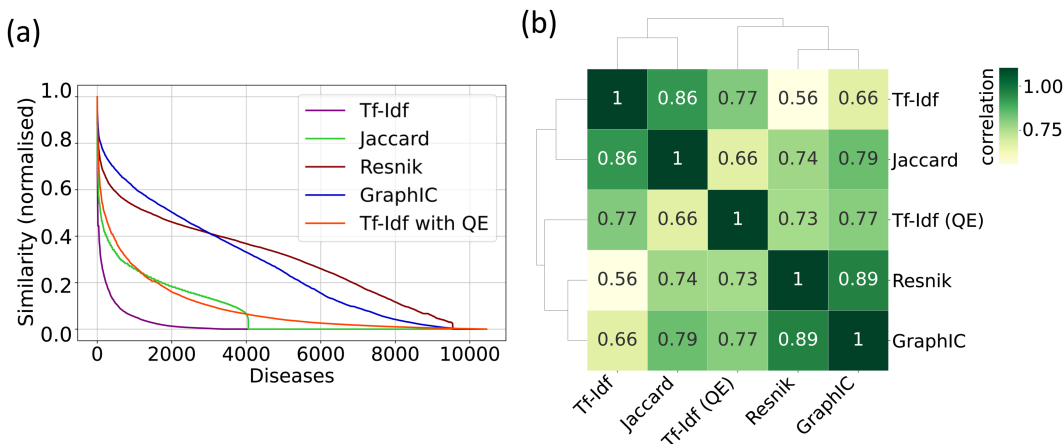 (a)
Similarity (normalised)
1.0
0.8
0.6
0.4
0.2
0.0
0
2000
4000
6000
8000
10000
Diseases
Tf-Idf
Jaccard
Resnik
GraphIC
Tf-Idf with QE
(b)
1 0.86 0.77 0.56 0.66 Tf-Idf
0.86 1 0.66 0.74 0.79 Jaccard
0.77 0.66 1 0.73 0.77 Tf-Idf (QE)
0.56 0.74 0.73 1 0.89 Resnik
0.66 0.79 0.77 0.89 1 GraphIC
Tf-Idf
Jaccard
Tf-Idf (QE)
Resnik
GraphIC
correlation
1.00
0.75